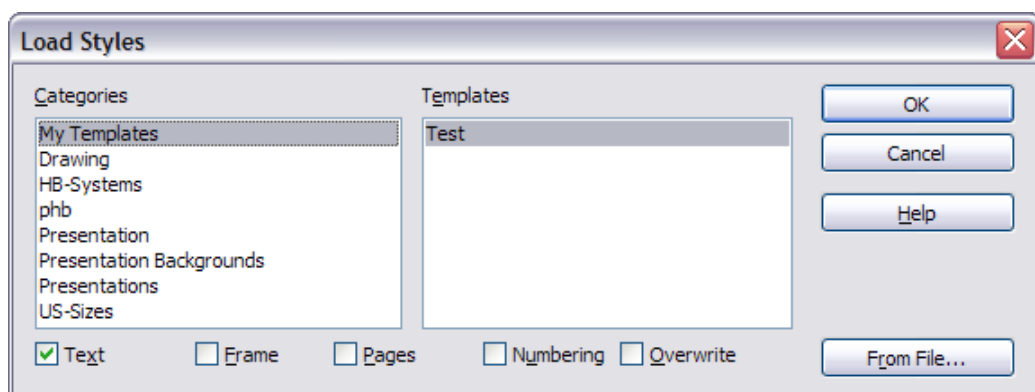 Load Styles
Categories
Templates
OK
My Templates
Test
Drawing
Cancel
HB-Systems
phb
Help
Presentation
Presentation Backgrounds
Presentations
US-Sizes
Text Frame Pages Numbering Overwrite
From File...